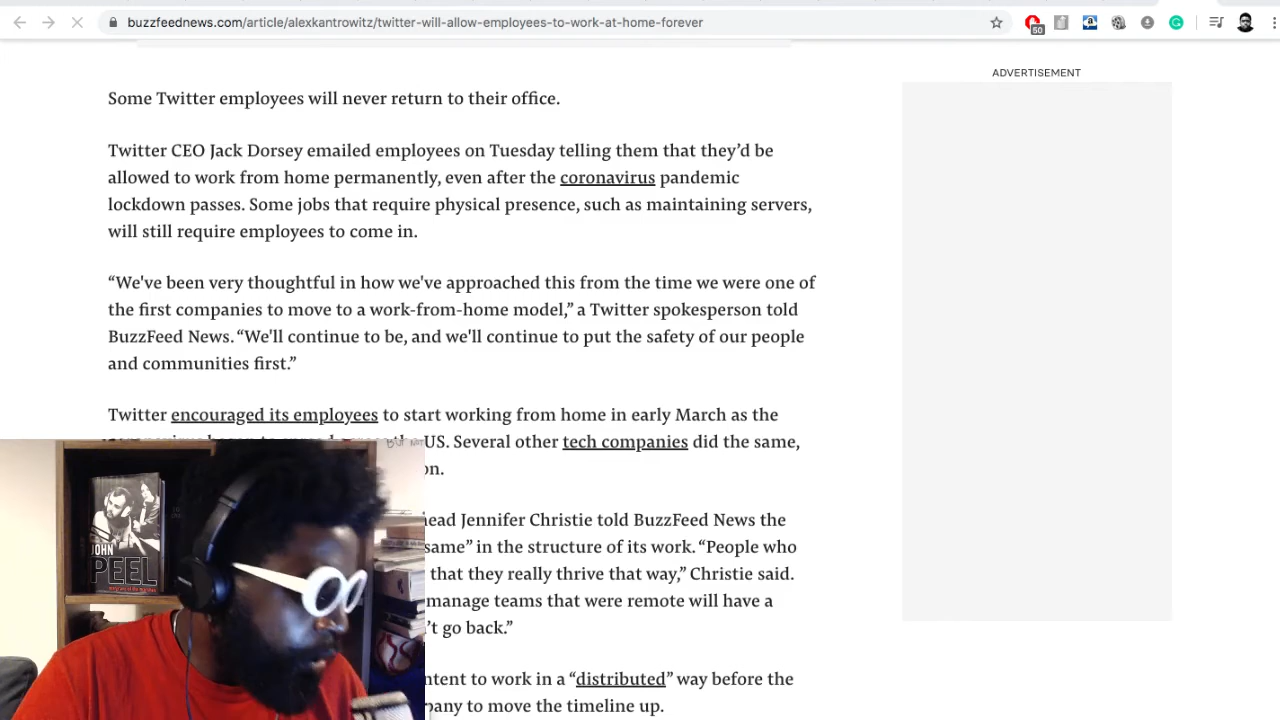 buzzfeednews.com/article/alexkantrowitz/twitter-will-allow-employees-to-work-at-home-forever
50
ADVERTISEMENT
Some Twitter employees will never return to their office.
Twitter CEO Jack Dorsey emailed employees on Tuesday telling them that they’d be
allowed to work from home permanently, even after the coronavirus pandemic
lockdown passes. Some jobs that require physical presence, such as maintaining servers,
will still require employees to come in.
“We've been very thoughtful in how we've approached this from the time we were one of
the first companies to move to a work-from-home model,” a Twitter spokesperson told
BuzzFeed News. “We'll continue to be, and we'll continue to put the safety of our people
and communities first.”
Twitter encouraged its employees to start working from home in early March as the
US. Several other tech companies did the same,
on.
head Jennifer Christie told BuzzFeed News the
same” in the structure of its work. “People who
that they really thrive that way,” Christie said.
manage teams that were remote will have a
’t go back.”
ntent to work in a “distributed” way before the
pany to move the timeline up.
JOHN
PEEL